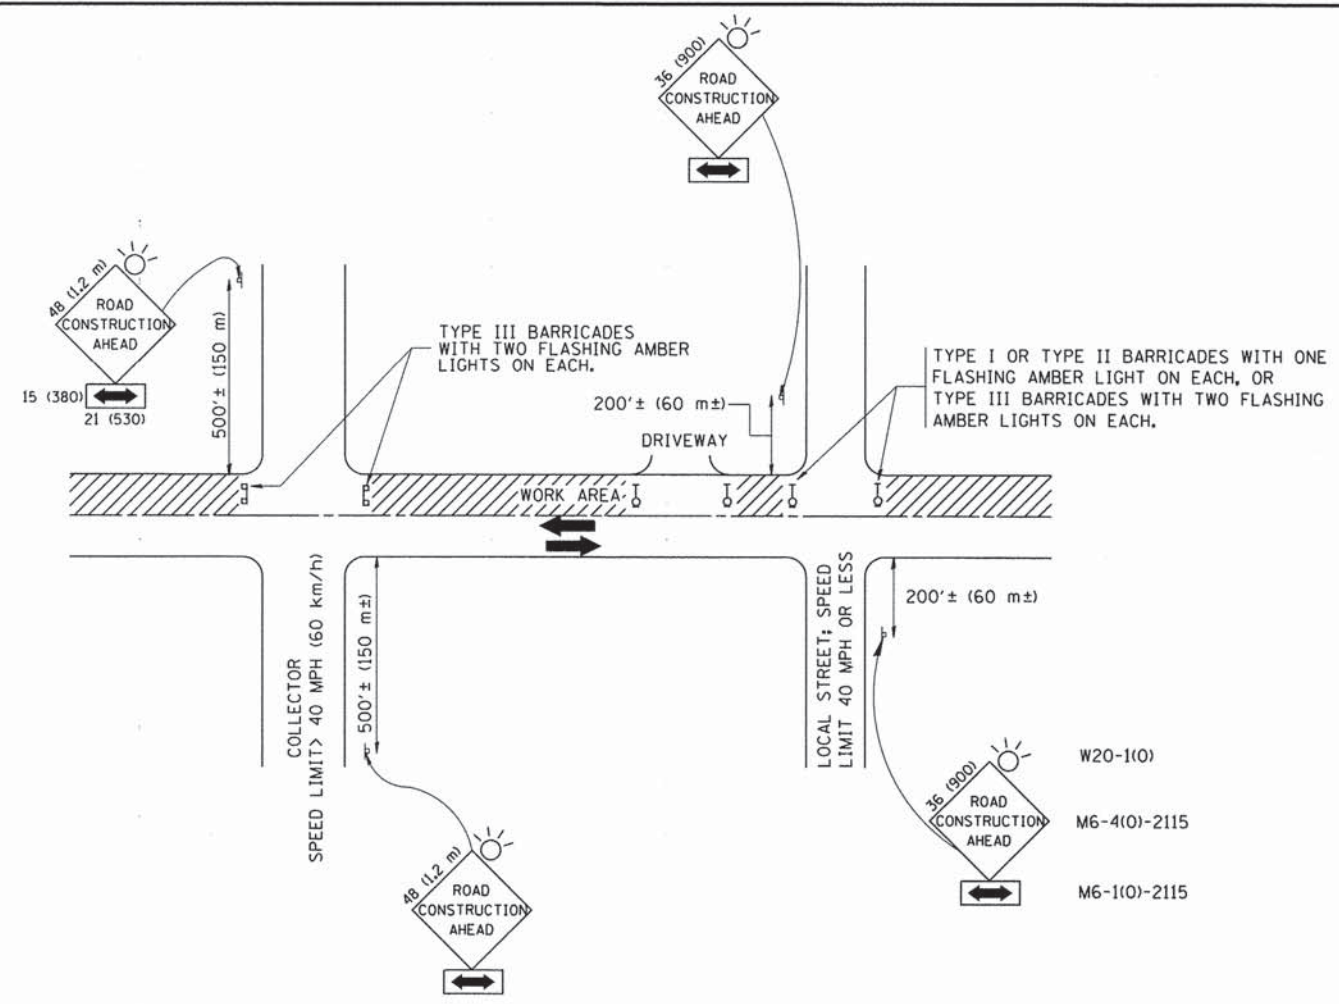 36 (900)
ROAD
CONSTRUCTION
AHEAD
48 (1.2 m)
ROAD
CONSTRUCTION
AHEAD
15 (380)
21 (530)
500'± (150 m)
TYPE III BARRICADES
WITH TWO FLASHING AMBER
LIGHTS ON EACH.
200'± (60 m±)
DRIVEWAY
TYPE I OR TYPE II BARRICADES WITH ONE
FLASHING AMBER LIGHT ON EACH, OR
TYPE III BARRICADES WITH TWO FLASHING
AMBER LIGHTS ON EACH.
WORK AREA
COLLECTOR
SPEED LIMIT> 40 MPH (60 km/h)
500'± (150 m±)
LOCAL STREET; SPEED
LIMIT 40 MPH OR LESS
200'± (60 m±)
48 (1.2 m)
ROAD
CONSTRUCTION
AHEAD
36 (900)
ROAD
CONSTRUCTION
AHEAD
W20-1(O)
M6-4(O)-2115
M6-1(O)-2115